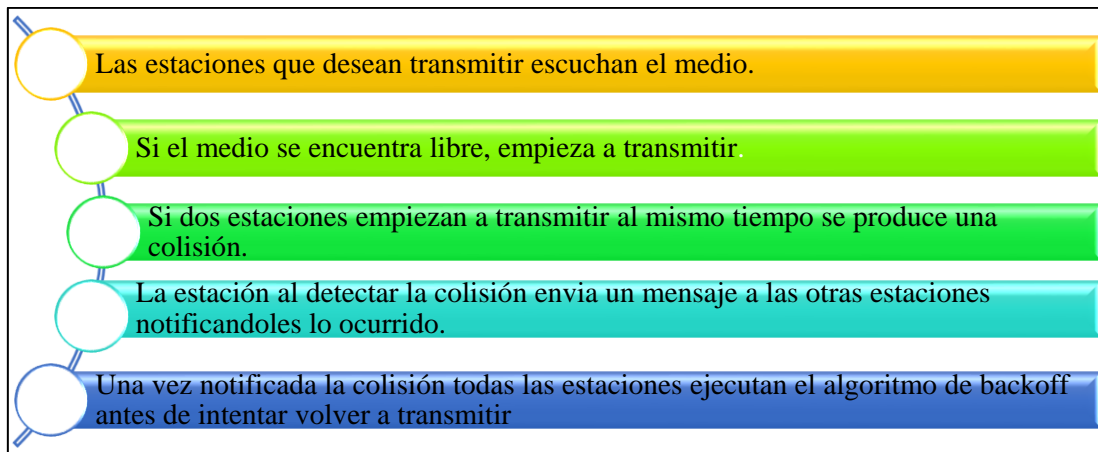 Las estaciones que desean transmitir escuchan el medio.
Si el medio se encuentra libre, empieza a transmitir.
Si dos estaciones empiezan a transmitir al mismo tiempo se produce una
colisión.
La estación al detectar la colisión envia un mensaje a las otras estaciones
notificandoles lo ocurrido.
Una vez notificada la colisión todas las estaciones ejecutan el algoritmo de backoff
antes de intentar volver a transmitir